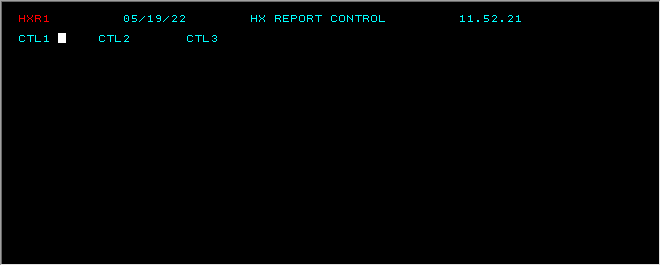 HXR1 05/19/22 HX REPORT CONTROL 11.52.21
CTL1 CTL2 CTL3